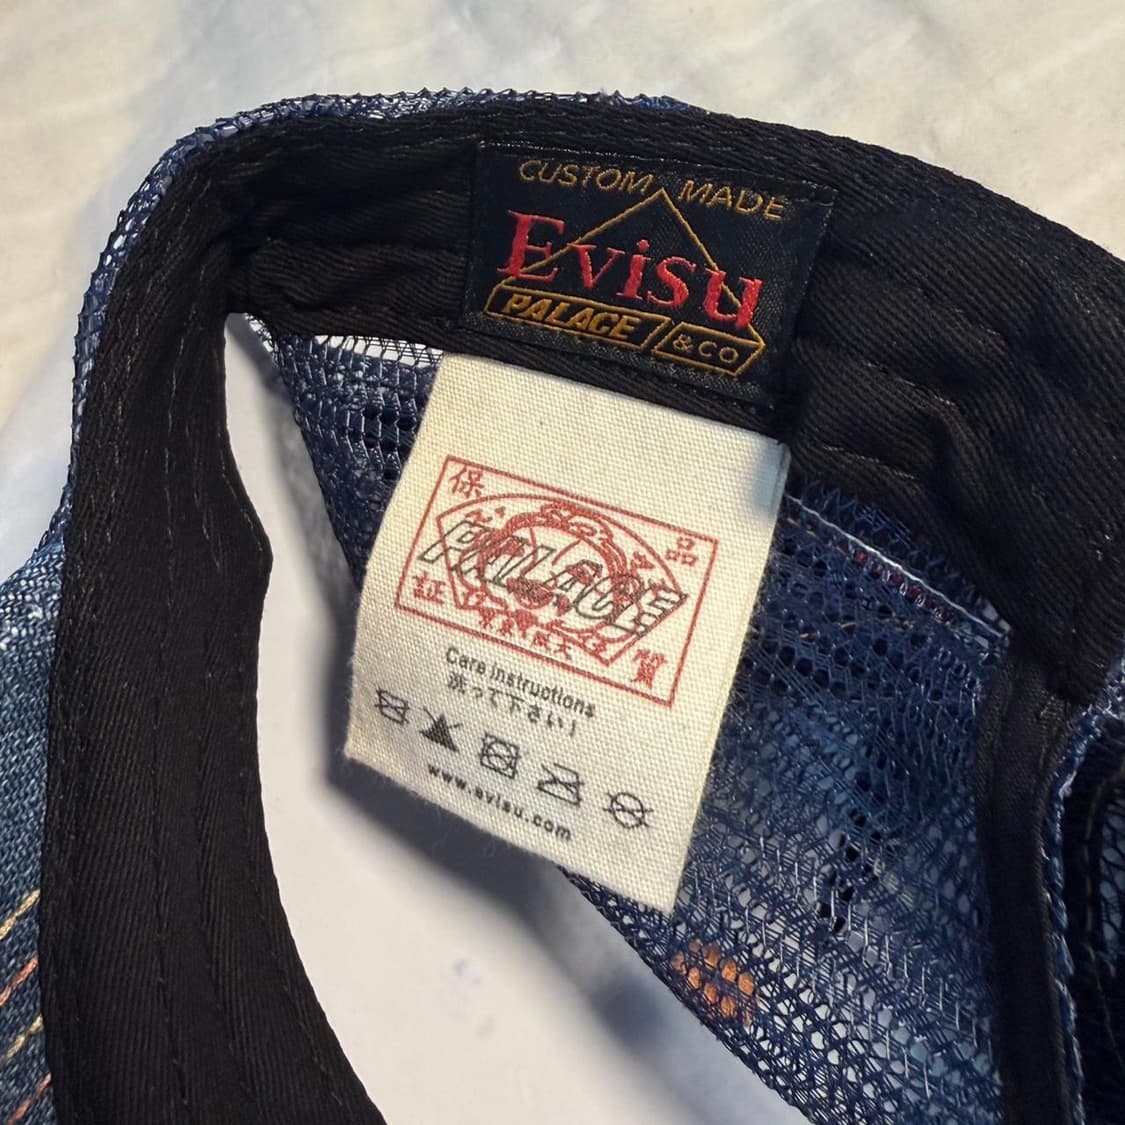 CUSTOM MADE
Evisu
PALACE & CO
保 品
PALACE
証 質
Care instructions
洗って下さい!
www.evisu.com